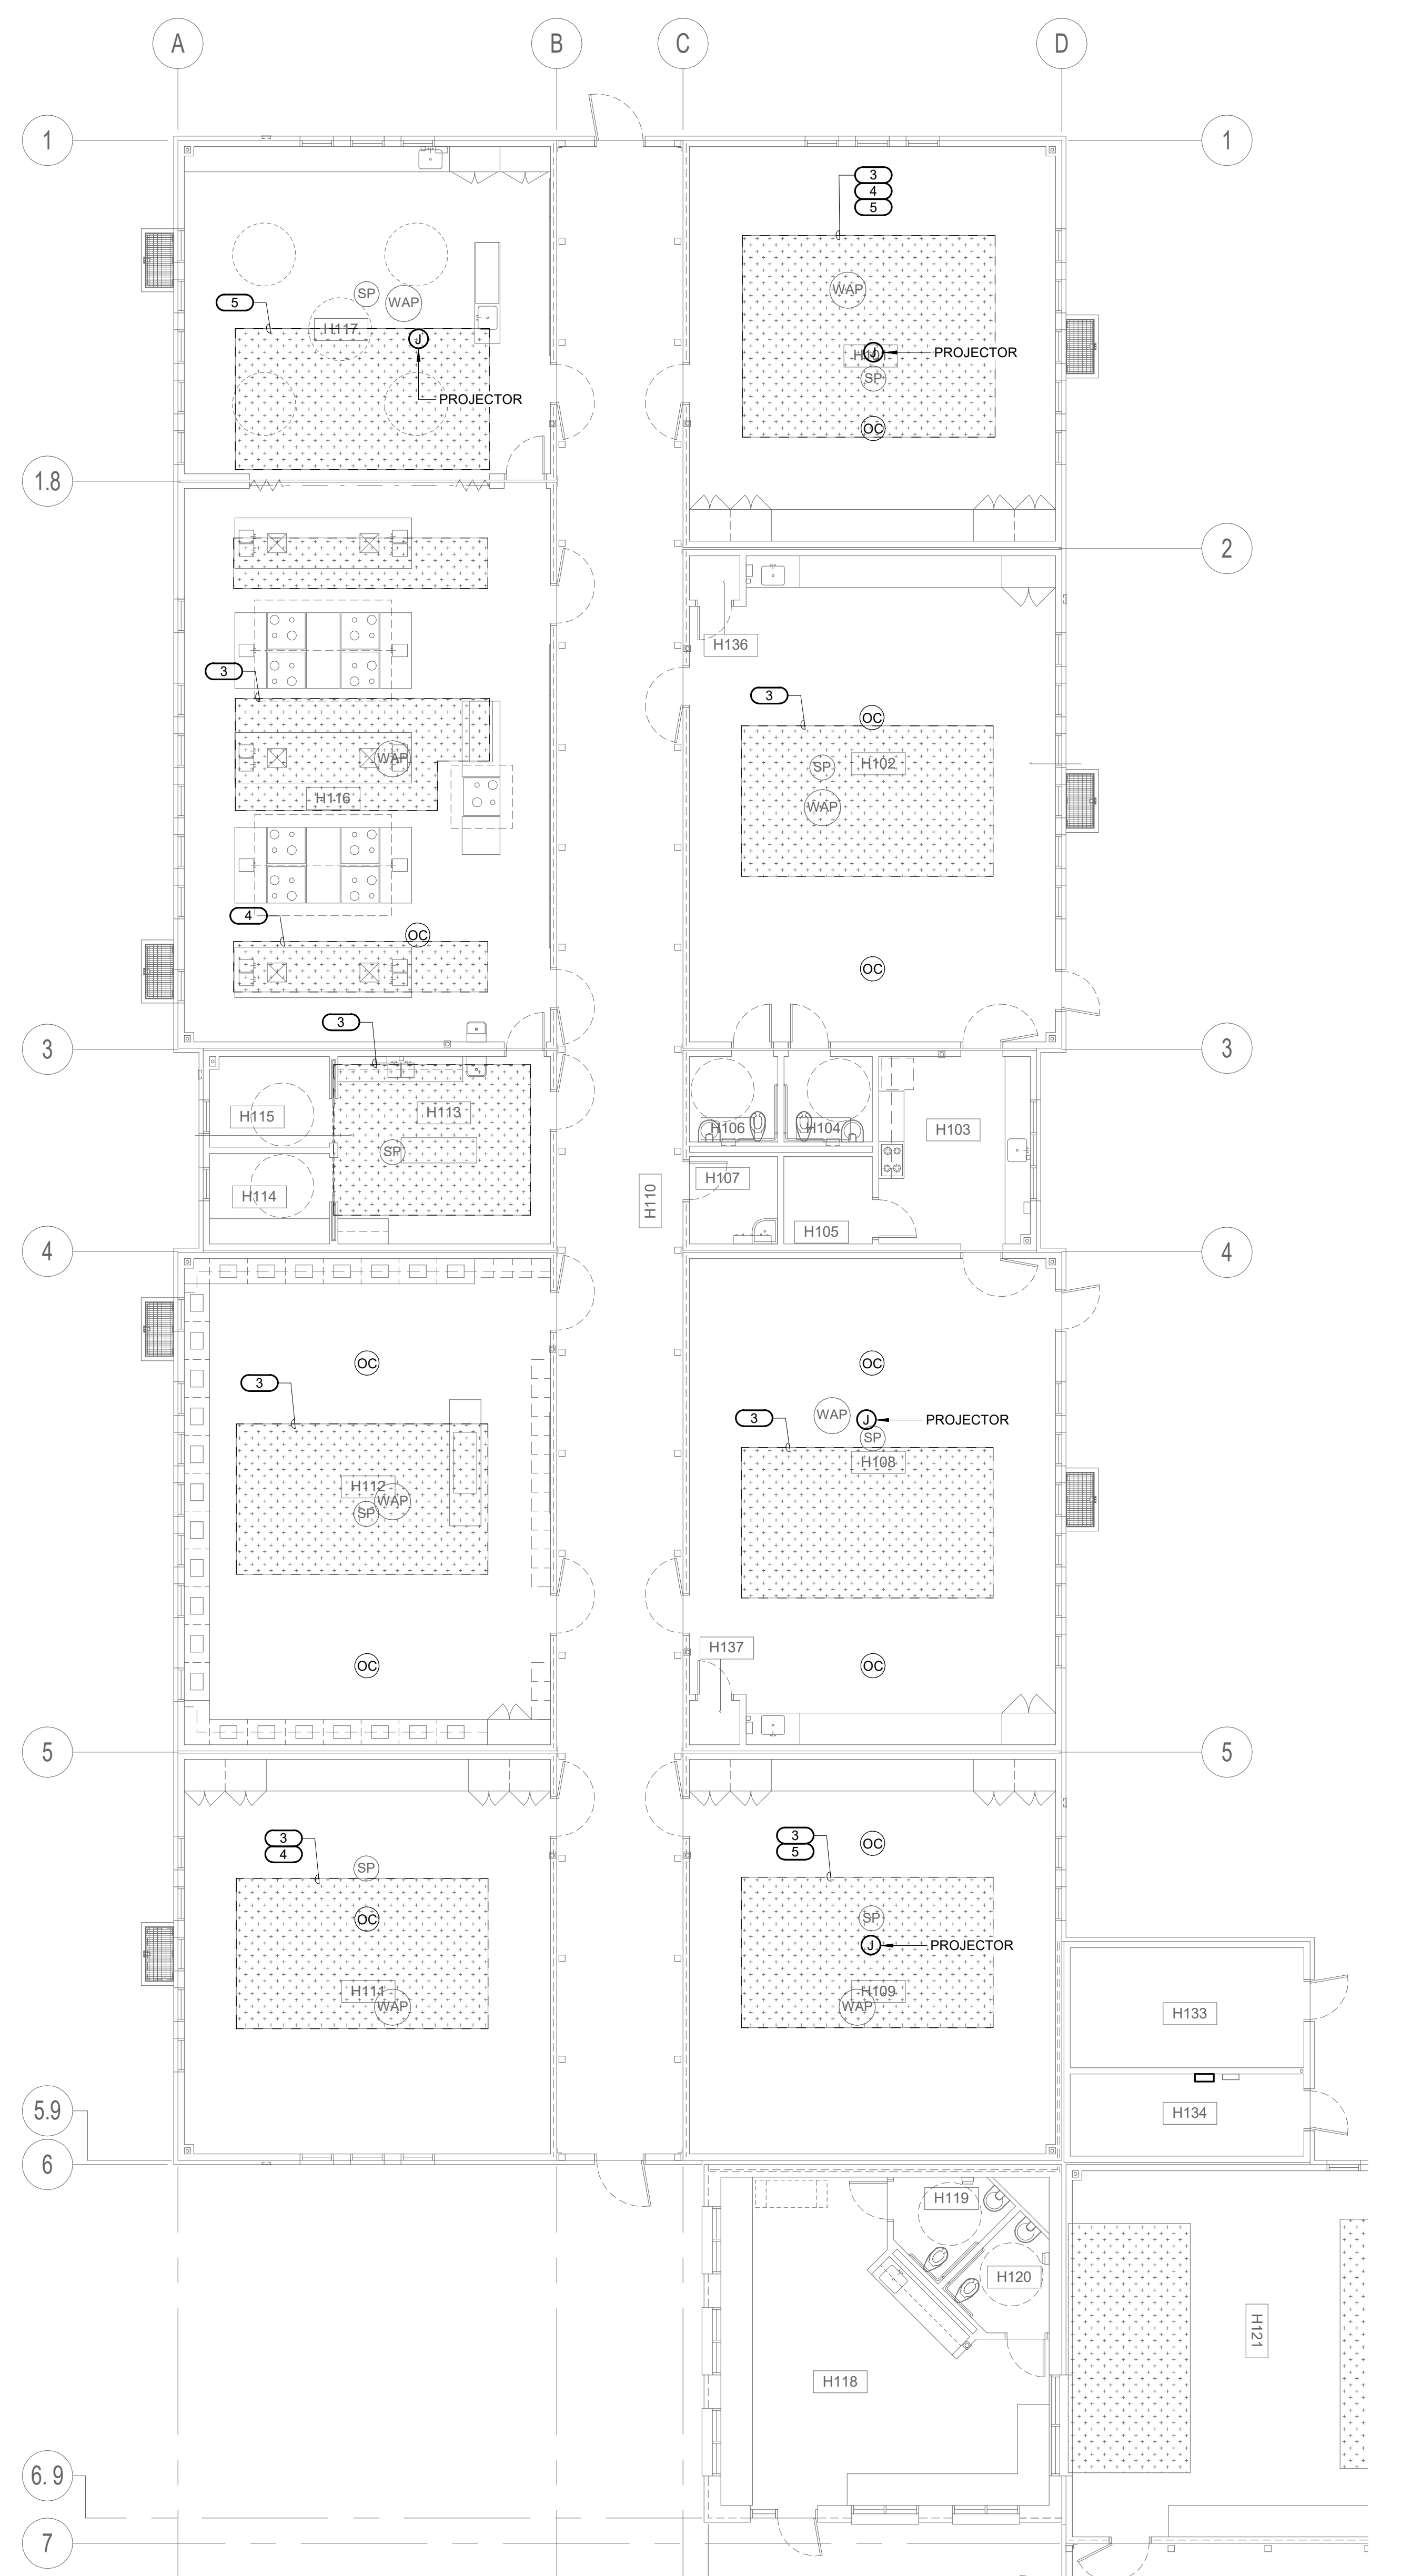 A
B
C
D
1
1
3
4
5
WAP
5
SP
WAP
H117
J
J
PROJECTOR
SP
PROJECTOR
OC
1.8
2
H136
3
3
OC
WAP
SP
H102
H116
WAP
4
OC
OC
3
3
3
H115
H113
H106
H104
H103
SP
H107
H114
H110
H105
4
4
OC
OC
3
3
WAP
J
PROJECTOR
SP
H108
H112
WAP
SP
H137
OC
OC
5
5
3
4
3
5
OC
SP
OC
SP
J
PROJECTOR
H111
WAP
H109
WAP
H133
5.9
H134
6
H119
H120
H121
H118
6. 9
7